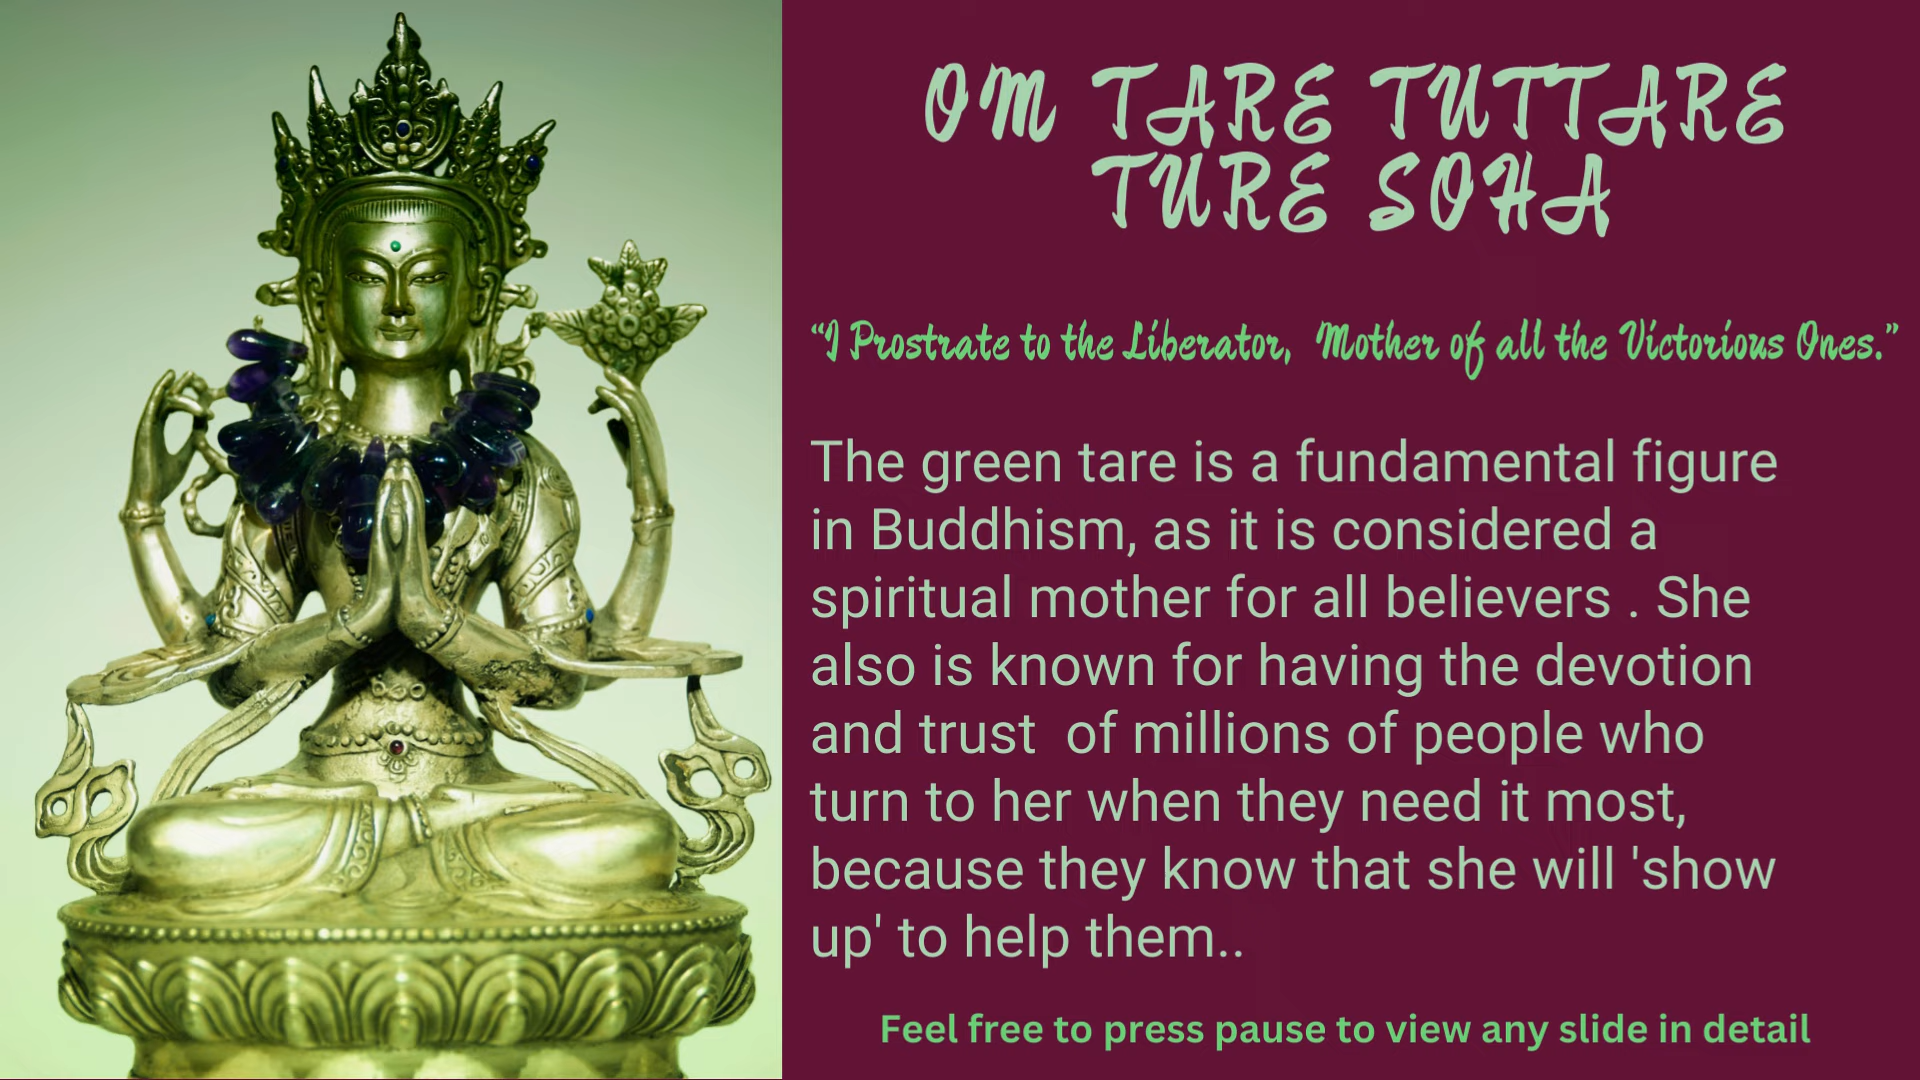 OM TARE TUTTARE
TURE SOHA
“I Prostrate to the Liberator,  Mother of all the Victorious Ones.”
The green tare is a fundamental figure
in Buddhism, as it is considered a
spiritual mother for all believers . She
also is known for having the devotion
and trust  of millions of people who
turn to her when they need it most,
because they know that she will 'show
up' to help them..
Feel free to press pause to view any slide in detail